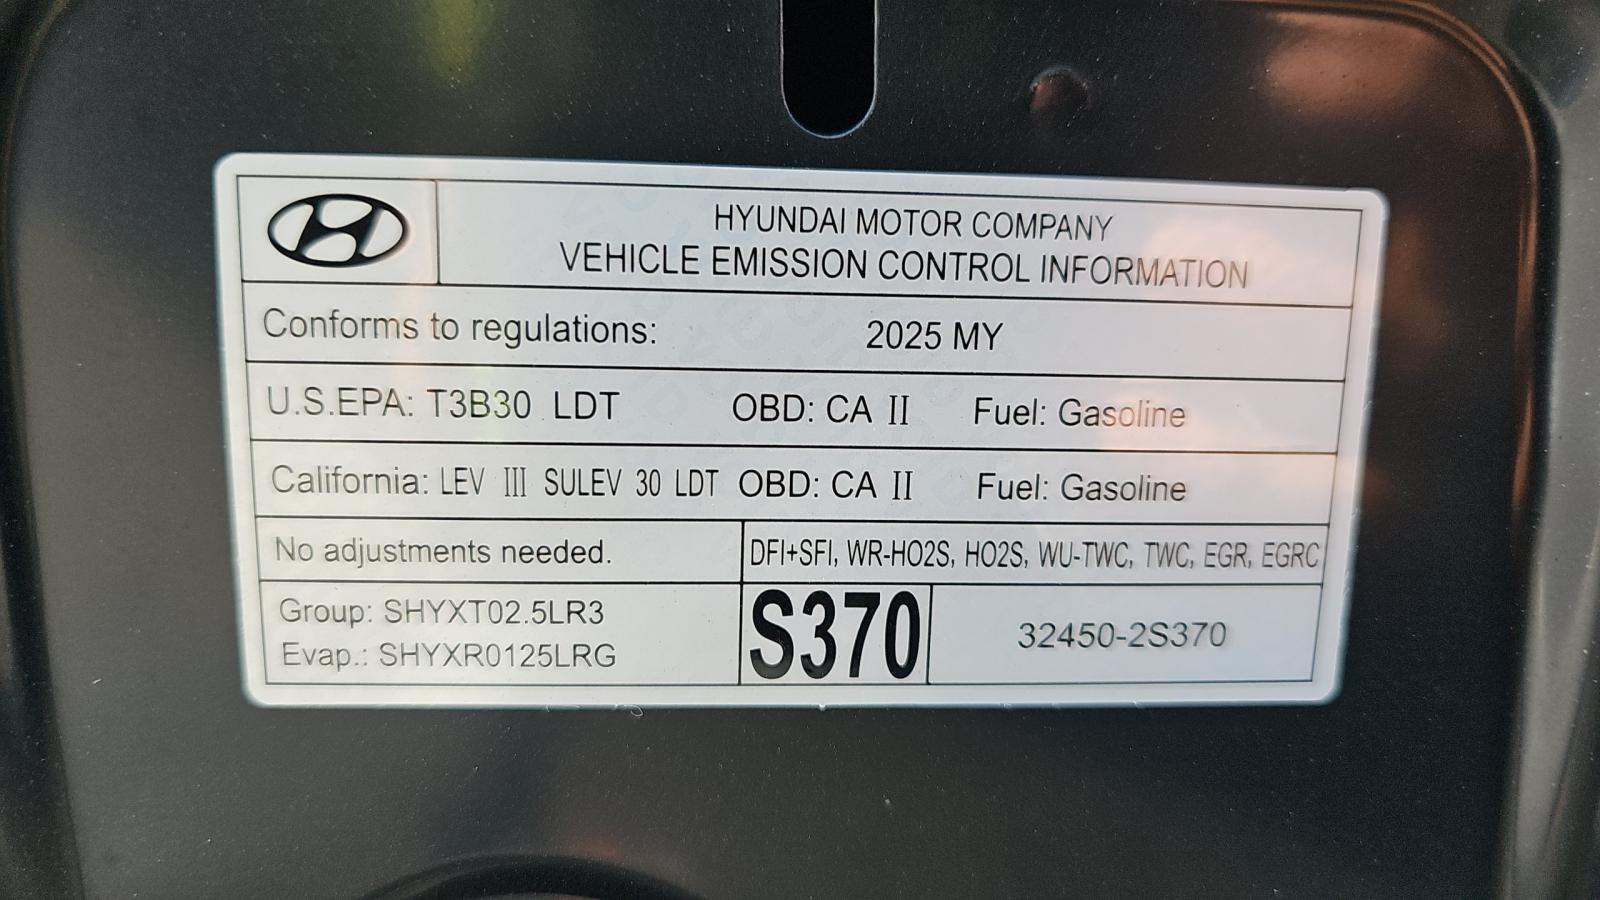 HYUNDAI MOTOR COMPANY
VEHICLE EMISSION CONTROL INFORMATION
Conforms to regulations: 2025 MY
U.S.EPA: T3B30 LDT OBD: CA II Fuel: Gasoline
California: LEV III SULEV 30 LDT OBD: CA II Fuel: Gasoline
No adjustments needed. DFI+SFI, WR-HO2S, HO2S, WU-TWC, TWC, EGR, EGRC
Group: SHYXT02.5LR3
Evap.: SHYXR0125LRG
S370
32450-2S370